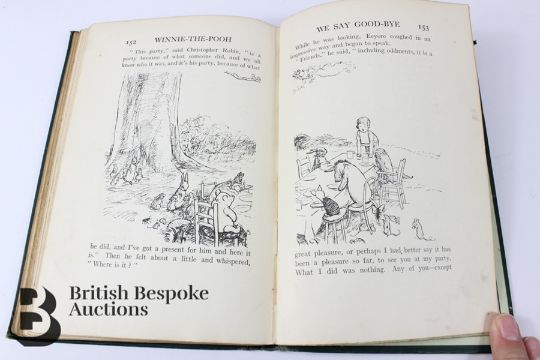 152 WINNIE-THE-POOH
"This party," said Christopher Robin, "is a
party because of what someone did, and we all
know who it was, and it's his party, because of what
he did, and I've got a present for him and here it
is." Then he felt about a little and whispered,
"Where is it?"
WE SAY GOOD-BYE 153
While he was looking, Eeyore coughed in an
impressive way and began to speak.
"Friends," he said, "including oddments, it is a
great pleasure, or perhaps I had better say it has
been a pleasure so far, to see you at my party.
What I did was nothing. Any of you—except
B
British Bespoke
Auctions